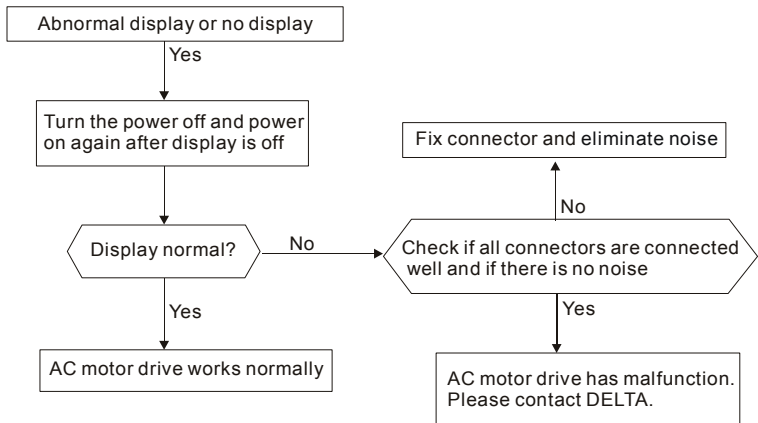 Abnormal display or no display
Yes
Turn the power off and power
on again after display is off
Fix connector and eliminate noise
No
Display normal?
No
Check if all connectors are connected
well and if there is no noise
Yes
Yes
AC motor drive works normally
AC motor drive has malfunction.
Please contact DELTA.